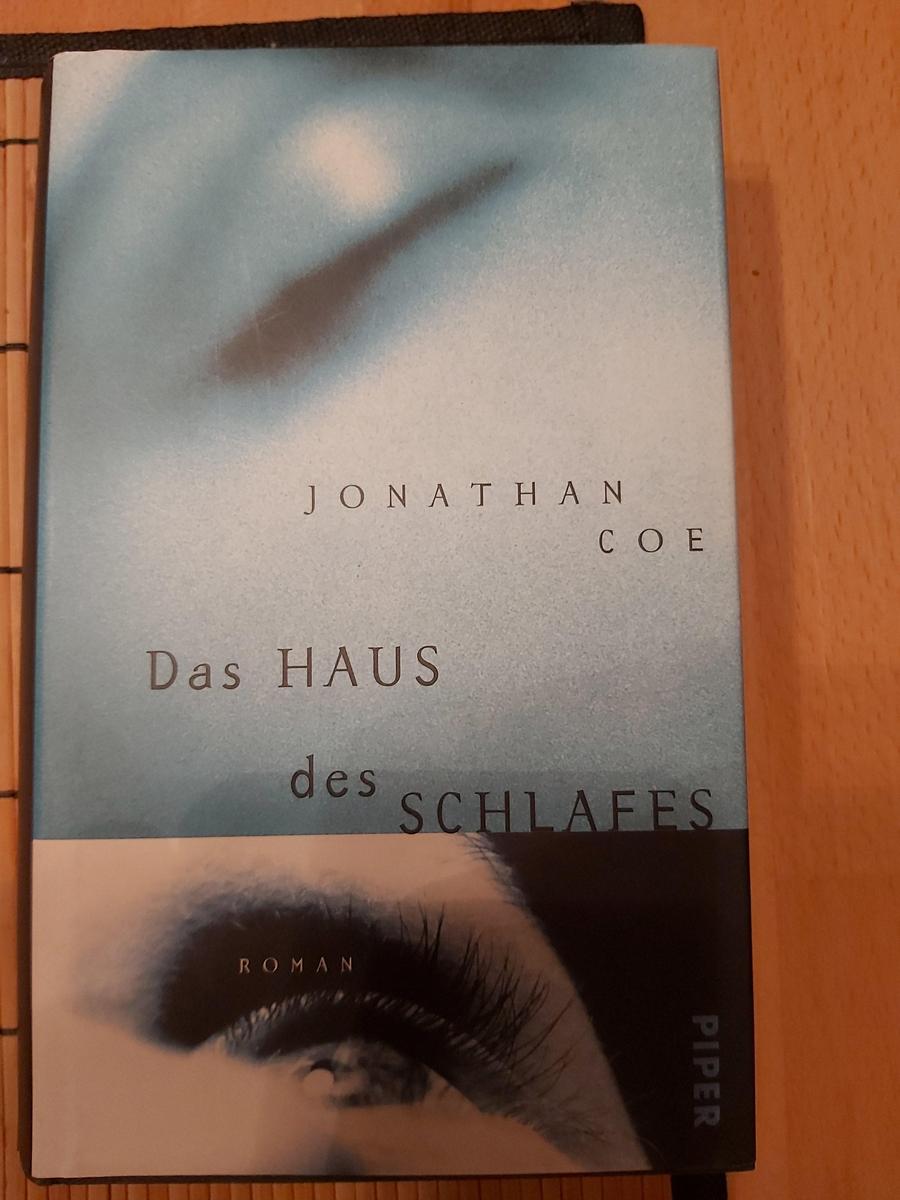 JONATHAN
COE
Das HAUS
des SCHLAFES
ROMAN
PIPER